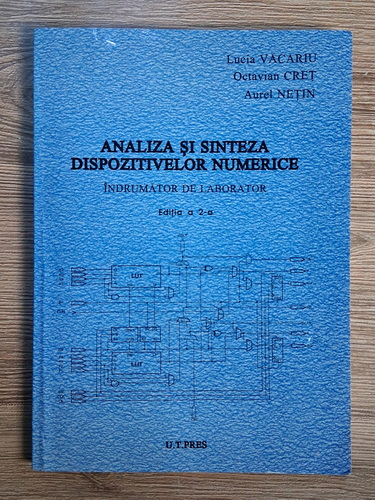 Lucia VACARIU
Octavian CREȚ
Aurel NEȚIN
ANALIZA ȘI SINTEZA
DISPOZITIVELOR NUMERICE
ÎNDRUMĂTOR DE LABORATOR
Ediția a 2-a
U.T.PRES